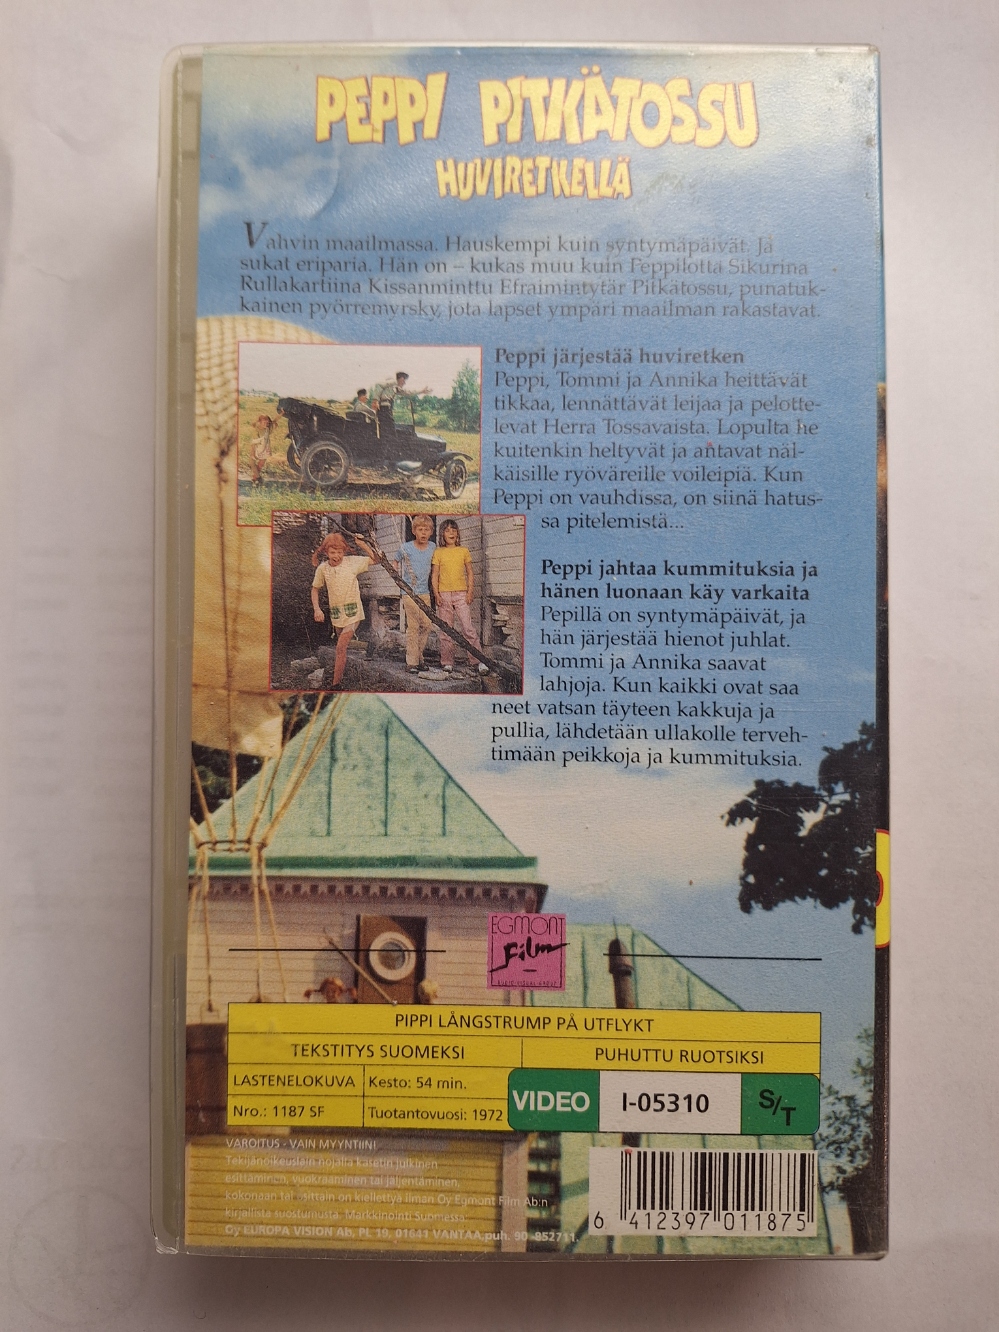 PEPPI PITKÄTOSSU
HUVIRETKELLÄ
Vahvin maailmassa. Hauskempi kuin syntymäpäivät. Ja
sukat eriparia. Hän on – kukas muu kuin Peppilotta Sikurina
Rullakartiina Kissanminttu Efraimintytär Pitkätossu, punatuk-
kainen pyörremyrsky, jota lapset ympäri maailman rakastavat.
Peppi järjestää huviretken
Peppi, Tommi ja Annika heittävät
tikkaa, lennättävät leijaa ja pelotte-
levat Herra Tossavaista. Lopulta he
kuitenkin heltyvät ja antavat näl-
käisille ryöväreille voileipiä. Kun
Peppi on vauhdissa, on siinä hatus-
sa pitelemistä...
Peppi jahtaa kummituksia ja
hänen luonaan käy varkaita
Pepillä on syntymäpäivät, ja
hän järjestää hienot juhlat.
Tommi ja Annika saavat
lahjoja. Kun kaikki ovat saa
neet vatsan täyteen kakkuja ja
pullia, lähdetään ullakolle terveh-
timään peikkoja ja kummituksia.
EGMONT
Film
PIPPI LÅNGSTRUMP PÅ UTFLYKT
TEKSTITYS SUOMEKSI PUHUTTU RUOTSIKSI
LASTENELOKUVA Kesto: 54 min.
Nro.: 1187 SF Tuotantovuosi: 1972
VIDEO I-05310 S/T
VAROITUS - VAIN MYYNTIIN!
Tekijänoikeuslain nojalla kasetin julkinen
esittäminen, vuokraaminen tai jäljentäminen,
kokonaan tai osittain on kiellettyä ilman Oy Egmont Film Ab:n
kirjallista suostumusta. Markkinointi Suomessa
Oy EUROPA VISION Ab, PL 19, 01641 VANTAA, puh. 90-852711.
6 412397 011875